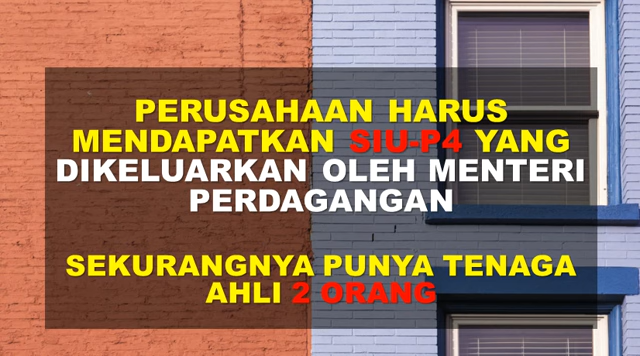 PERUSAHAAN HARUS
MENDAPATKAN SIU-P4 YANG
DIKELUARKAN OLEH MENTERI
PERDAGANGAN
SEKURANGNYA PUNYA TENAGA
AHLI 2 ORANG